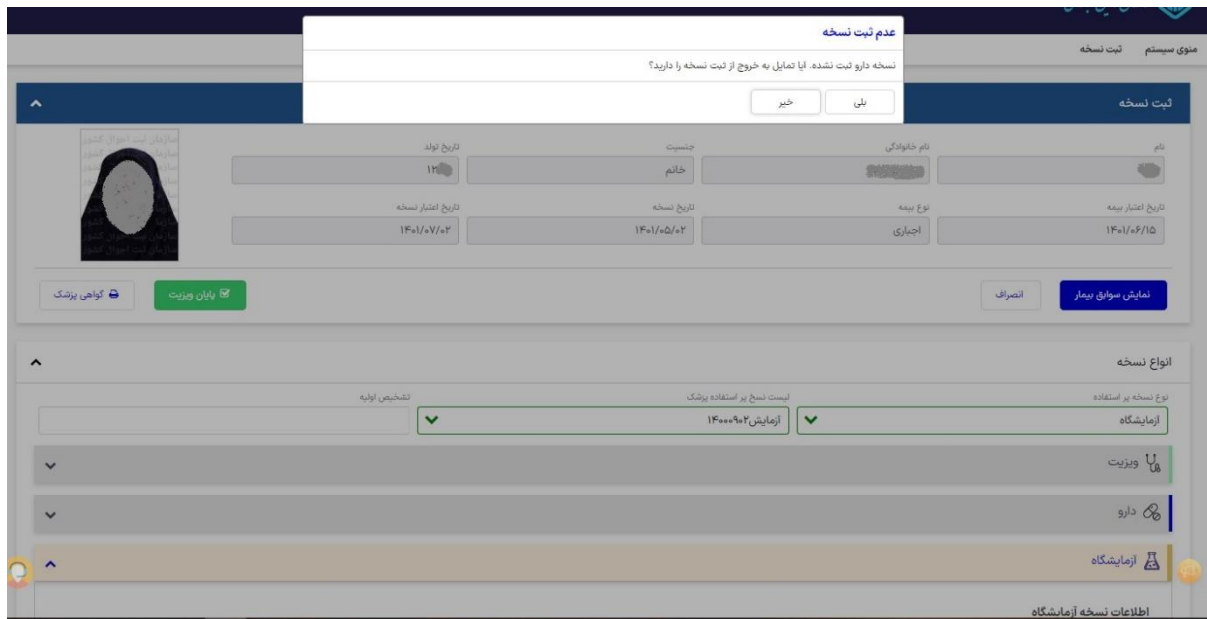 عدم ثبت نسخه
نسخه دارو ثبت نشده. آیا تمایل به خروج از ثبت نسخه را دارید؟
بلی
خیر
منوی سیستم
ثبت نسخه
ثبت نسخه
نام
نام خانوادگی
جنسیت
تاریخ تولد
خانم
تاریخ اعتبار بیمه
نوع بیمه
تاریخ نسخه
تاریخ اعتبار نسخه
۱۴۰۱/۰۶/۱۵
اجباری
۱۴۰۱/۰۵/۰۲
۱۴۰۱/۰۷/۰۲
نمایش سوابق بیمار
انصراف
پایان ویزیت
گواهی پزشک
انواع نسخه
نوع نسخه پر استفاده
لیست نسخ پر استفاده پزشک
تشخیص اولیه
آزمایشگاه
آزمایش۱۴۰۰۰۹۰۲
ویزیت
دارو
آزمایشگاه
اطلاعات نسخه آزمایشگاه